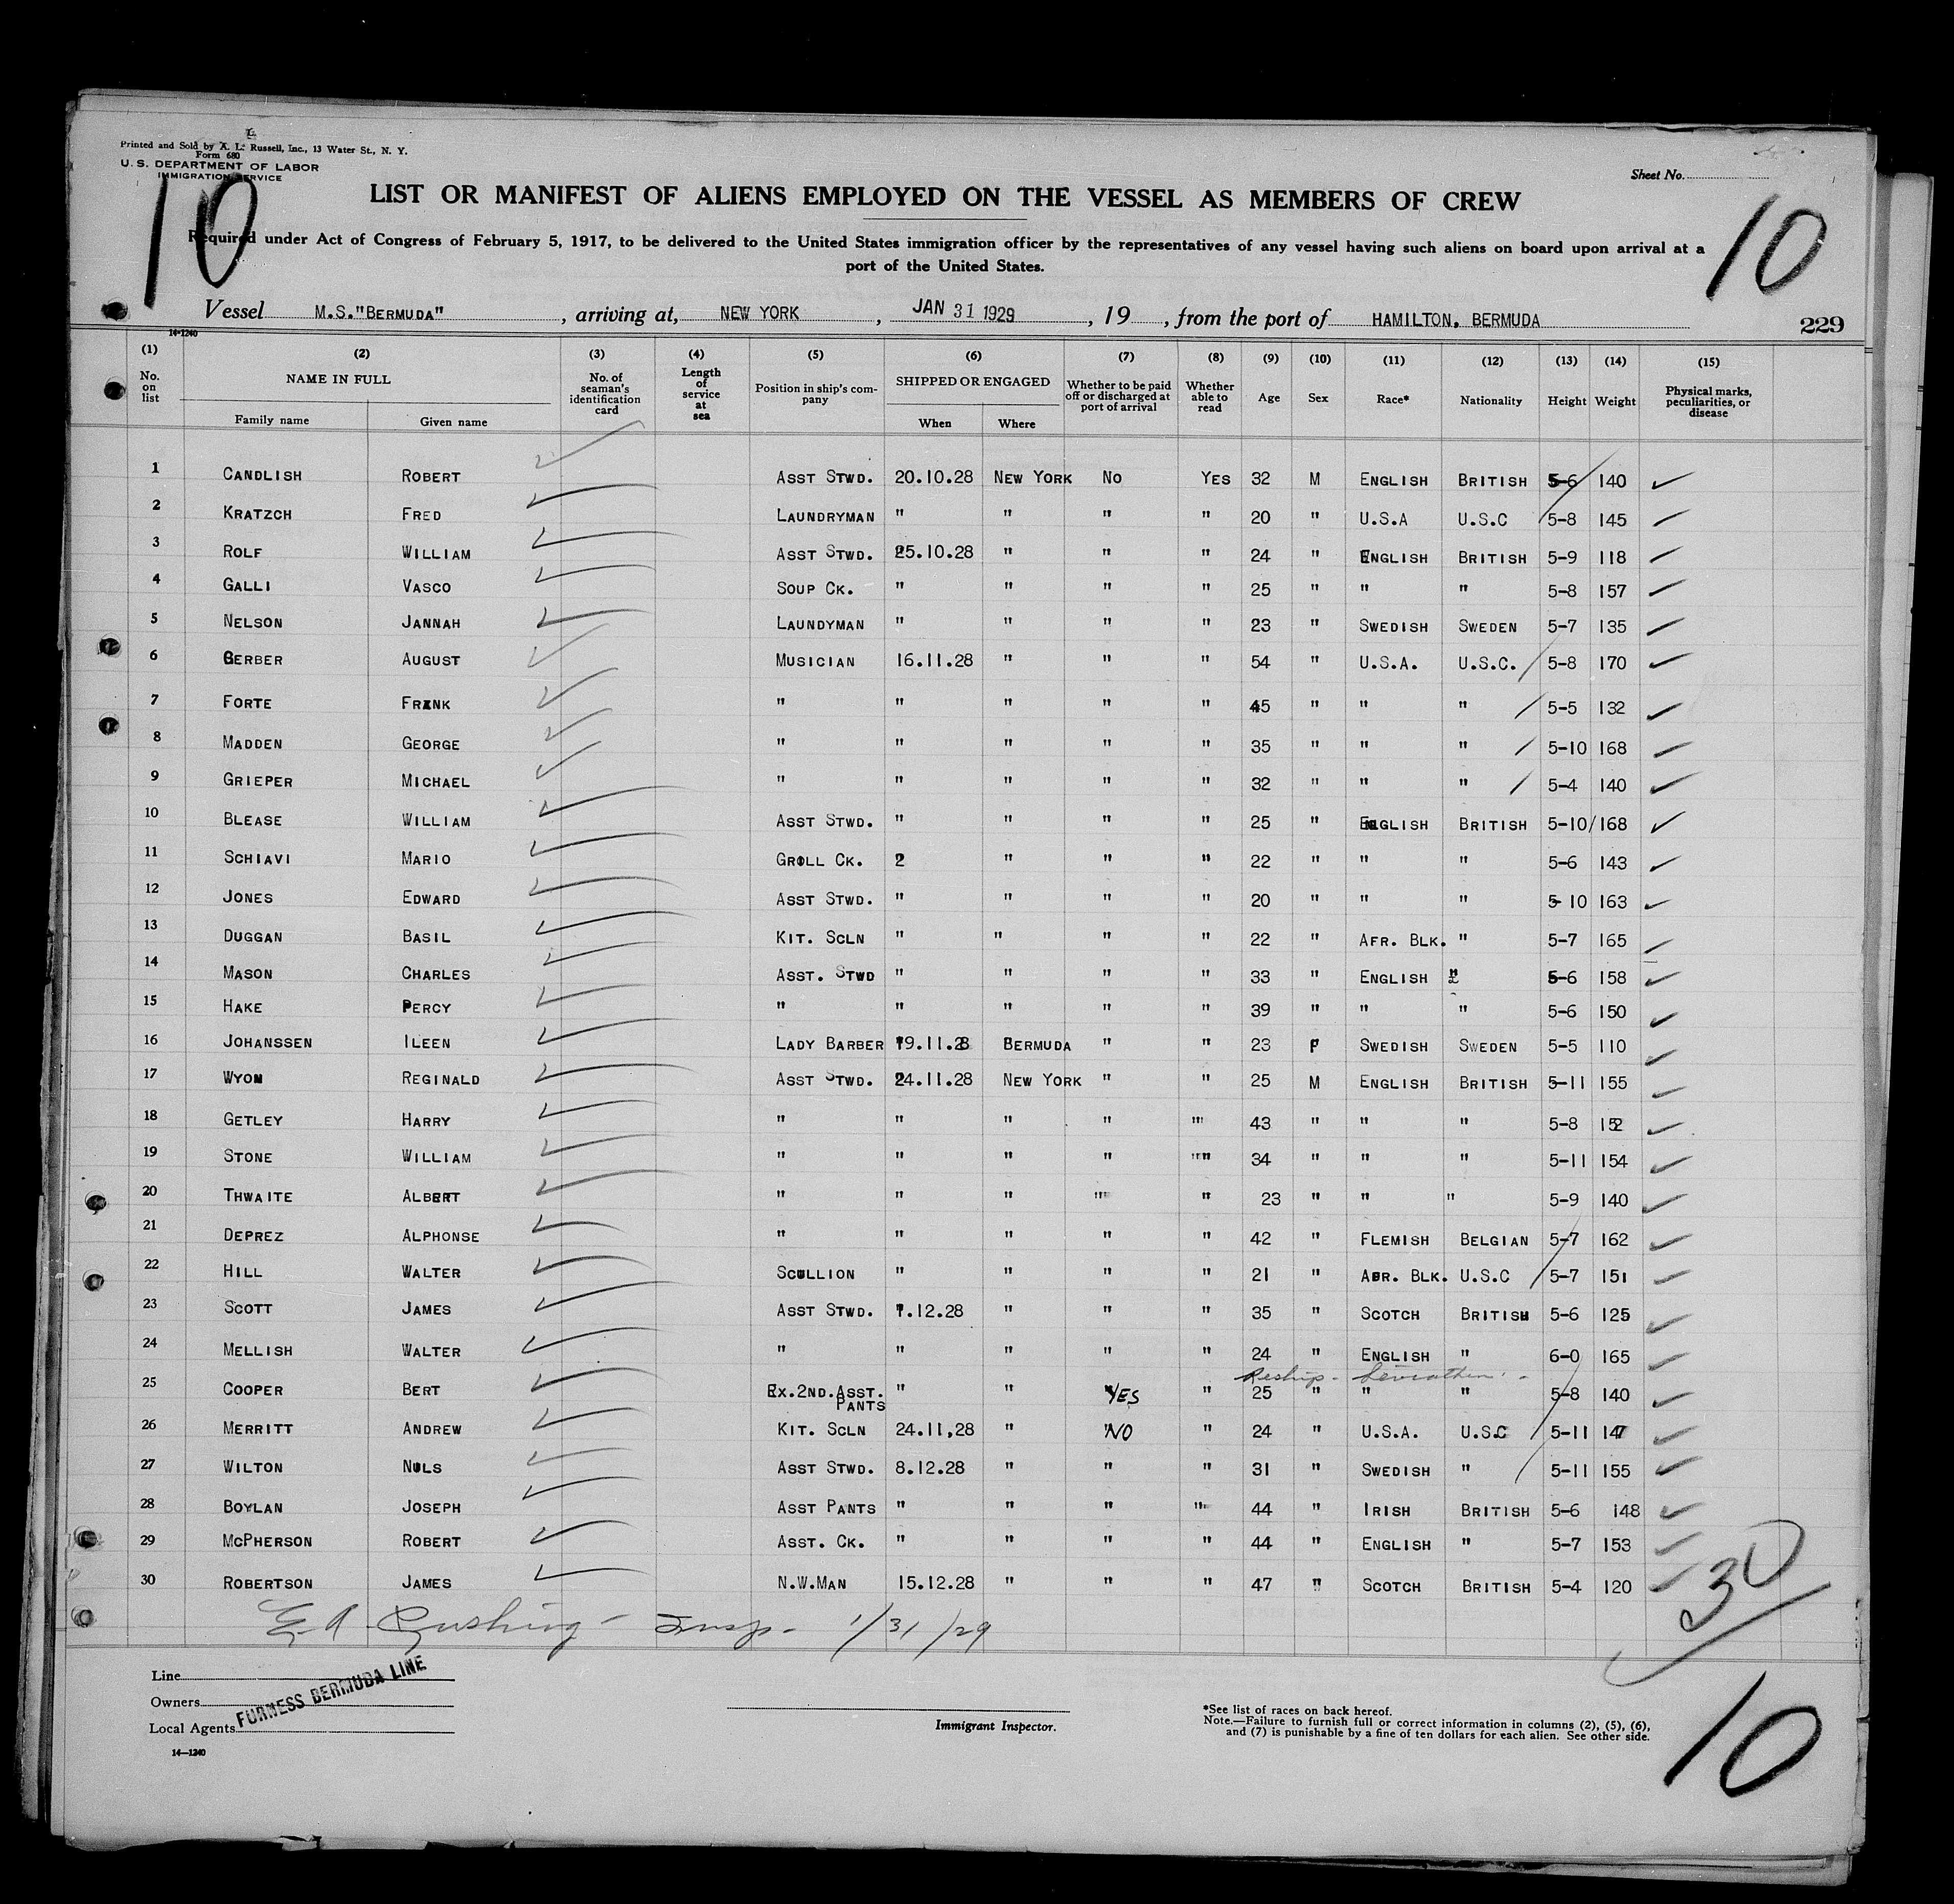 L.
Printed and Sold by A. L. Russell, Inc., 13 Water St., N. Y.
Form 680
U. S. DEPARTMENT OF LABOR
IMMIGRATION SERVICE
Sheet No.
10
10
LIST OR MANIFEST OF ALIENS EMPLOYED ON THE VESSEL AS MEMBERS OF CREW
Required under Act of Congress of February 5, 1917, to be delivered to the United States immigration officer by the representatives of any vessel having such aliens on board upon arrival at a
port of the United States.
Vessel M.S."BERMUDA", arriving at, NEW YORK, JAN 31 1929, 19 , from the port of HAMILTON, BERMUDA
229
14-1240
(1) (2) (3) (4) (5) (6) (7) (8) (9) (10) (11) (12) (13) (14) (15)
No. on list NAME IN FULL Family name Given name No. of seaman's identification card Length of service at sea Position in ship's company SHIPPED OR ENGAGED When Where Whether to be paid off or discharged at port of arrival Whether able to read Age Sex Race* Nationality Height Weight Physical marks, peculiarities, or disease
1 CANDLISH ROBERT ASST STWD. 20.10.28 NEW YORK NO YES 32 M ENGLISH BRITISH 5-6 140
2 KRATZCH FRED LAUNDRYMAN " " " " 20 " U.S.A U.S.C 5-8 145
3 ROLF WILLIAM ASST STWD. 25.10.28 " " " 24 " ENGLISH BRITISH 5-9 118
4 GALLI VASCO SOUP CK. " " " " 25 " " " 5-8 157
5 NELSON JANNAH LAUNDYMAN " " " " 23 " SWEDISH SWEDEN 5-7 135
6 GERBER AUGUST MUSICIAN 16.11.28 " " " 54 " U.S.A. U.S.C. 5-8 170
7 FORTE FRANK " " " " " 45 " " " 5-5 132
8 MADDEN GEORGE " " " " " 35 " " " 5-10 168
9 GRIEPER MICHAEL " " " " " 32 " " " 5-4 140
10 BLEASE WILLIAM ASST STWD. " " " " 25 " ENGLISH BRITISH 5-10 168
11 SCHIAVI MARIO GRILL CK. 2 " " " 22 " " " 5-6 143
12 JONES EDWARD ASST STWD. " " " " 20 " " " 5-10 163
13 DUGGAN BASIL KIT. SCLN " " " " 22 " AFR. BLK. " 5-7 165
14 MASON CHARLES ASST. STWD " " " " 33 " ENGLISH " 5-6 158
15 HAKE PERCY " " " " " 39 " " " 5-6 150
16 JOHANSSEN ILEEN LADY BARBER 19.11.28 BERMUDA " " 23 F SWEDISH SWEDEN 5-5 110
17 WYON REGINALD ASST STWD. 24.11.28 NEW YORK " " 25 M ENGLISH BRITISH 5-11 155
18 GETLEY HARRY " " " " " 43 " " " 5-8 152
19 STONE WILLIAM " " " " " 34 " " " 5-11 154
20 THWAITE ALBERT " " " " " 23 " " " 5-9 140
21 DEPREZ ALPHONSE " " " " " 42 " FLEMISH BELGIAN 5-7 162
22 HILL WALTER SCULLION " " " " 21 " AFR. BLK. U.S.C 5-7 151
23 SCOTT JAMES ASST STWD. 1.12.28 " " " 35 " SCOTCH BRITISH 5-6 125
24 MELLISH WALTER " " " " " 24 " ENGLISH " 6-0 165
Reship - Leviathan -
25 COOPER BERT EX.2ND.ASST. PANTS " " YES " 25 " " " 5-8 140
26 MERRITT ANDREW KIT. SCLN 24.11,28 " NO " 24 " U.S.A. U.S.C 5-11 147
27 WILTON NULS ASST STWD. 8.12.28 " " " 31 " SWEDISH " 5-11 155
28 BOYLAN JOSEPH ASST PANTS " " " " 44 " IRISH BRITISH 5-6 148
29 MCPHERSON ROBERT ASST. CK. " " " " 44 " ENGLISH " 5-7 153
30 ROBERTSON JAMES N.W.MAN 15.12.28 " " " 47 " SCOTCH BRITISH 5-4 120
30
E. A. Rushing - Insp. - 1/31/29
Line
Owners
Local Agents
FURNESS BERMUDA LINE
14—1240
Immigrant Inspector.
*See list of races on back hereof.
Note.—Failure to furnish full or correct information in columns (2), (5), (6),
and (7) is punishable by a fine of ten dollars for each alien. See other side.
10